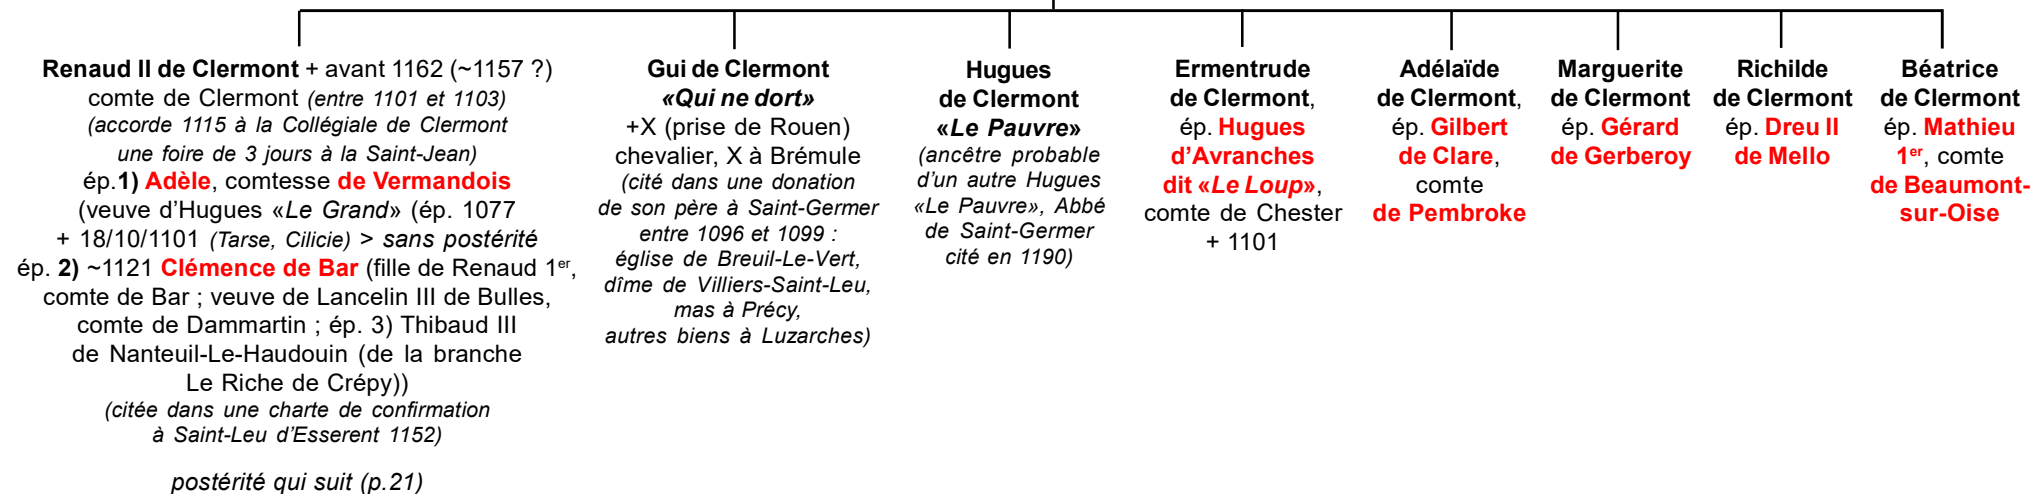 Renaud II de Clermont + avant 1162 (~1157 ?)
comte de Clermont (entre 1101 et 1103)
(accorde 1115 à la Collégiale de Clermont
une foire de 3 jours à la Saint-Jean)
ép.1) Adèle, comtesse de Vermandois
(veuve d'Hugues «Le Grand» (ép. 1077
+ 18/10/1101 (Tarse, Cilicie) > sans postérité
ép. 2) ~1121 Clémence de Bar (fille de Renaud 1er,
comte de Bar ; veuve de Lancelin III de Bulles,
comte de Dammartin ; ép. 3) Thibaud III
de Nanteuil-Le-Haudouin (de la branche
Le Riche de Crépy))
(citée dans une charte de confirmation
à Saint-Leu d'Esserent 1152)
postérité qui suit (p.21)
Gui de Clermont
«Qui ne dort»
+X (prise de Rouen)
chevalier, X à Brémule
(cité dans une donation
de son père à Saint-Germer
entre 1096 et 1099 :
église de Breuil-Le-Vert,
dîme de Villiers-Saint-Leu,
mas à Précy,
autres biens à Luzarches)
Hugues
de Clermont
«Le Pauvre»
(ancêtre probable
d'un autre Hugues
«Le Pauvre», Abbé
de Saint-Germer
cité en 1190)
Ermentrude
de Clermont,
ép. Hugues
d'Avranches
dit «Le Loup»,
comte de Chester
+ 1101
Adélaïde
de Clermont,
ép. Gilbert
de Clare,
comte
de Pembroke
Marguerite
de Clermont
ép. Gérard
de Gerberoy
Richilde
de Clermont
ép. Dreu II
de Mello
Béatrice
de Clermont
ép. Mathieu
1er, comte
de Beaumont-
sur-Oise